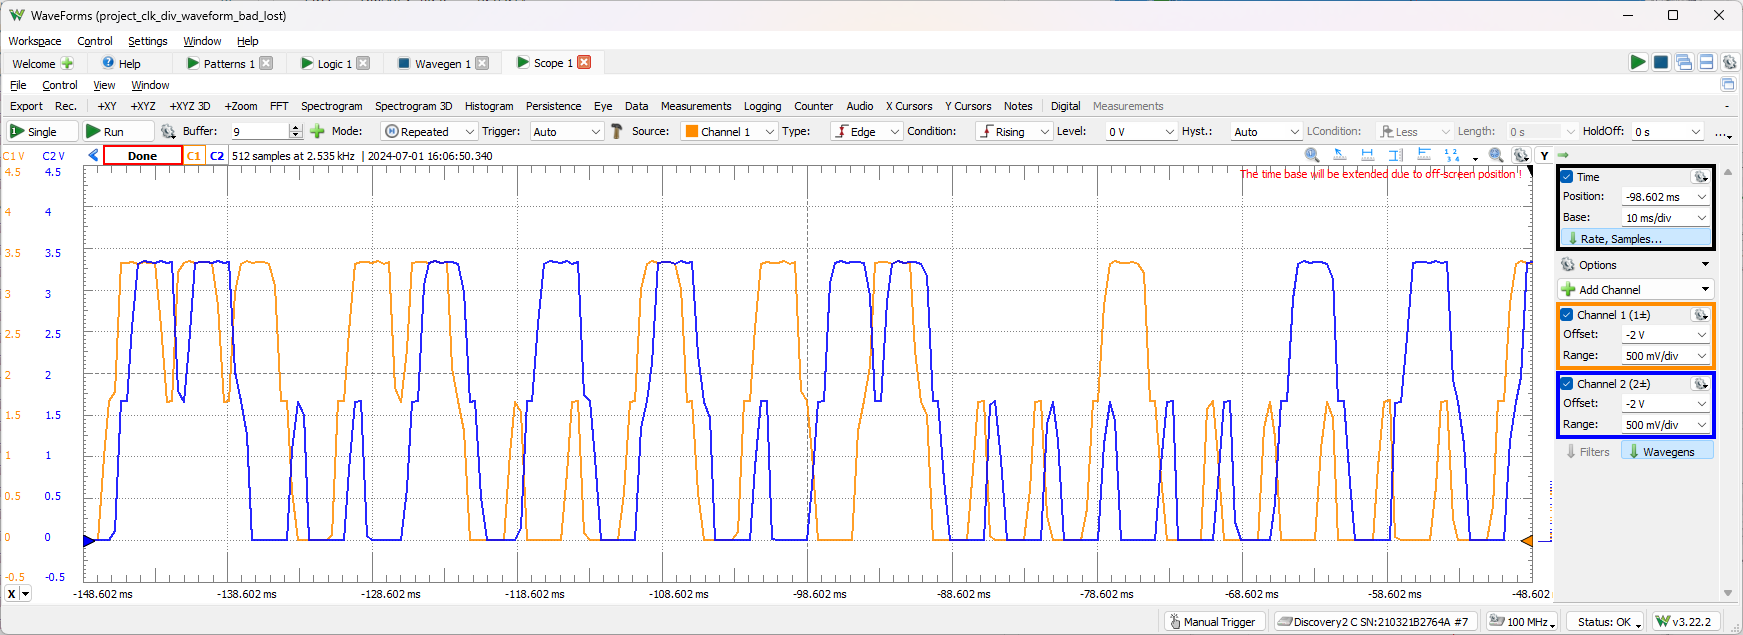 WaveForms (project_clk_div_waveform_bad_lost)
Workspace Control Settings Window Help
Welcome Help Patterns 1 Logic 1 Wavegen 1 Scope 1
File Control View Window
Export Rec. +XY +XYZ +XYZ 3D +Zoom FFT Spectrogram Spectrogram 3D Histogram Persistence Eye Data Measurements Logging Counter Audio X Cursors Y Cursors Notes Digital Measurements
Single Run Buffer: 9 Mode: Repeated Trigger: Auto Source: Channel 1 Type: Edge Condition: Rising Level: 0 V Hyst.: Auto LCondition: Less Length: 0 s HoldOff: 0 s ...
C1 V C2 V Done C1 C2 512 samples at 2.535 kHz | 2024-07-01 16:06:50.340 Y
The time base will be extended due to off-screen position !
4.5 4.5
4 4
3.5 3.5
3 3
2.5 2.5
2 2
1.5 1.5
1 1
0.5 0.5
0 0
-0.5 -0.5
X -148.602 ms -138.602 ms -128.602 ms -118.602 ms -108.602 ms -98.602 ms -88.602 ms -78.602 ms -68.602 ms -58.602 ms -48.602
Time
Position: -98.602 ms
Base: 10 ms/div
Rate, Samples...
Options
Add Channel
Channel 1 (1±)
Offset: -2 V
Range: 500 mV/div
Channel 2 (2±)
Offset: -2 V
Range: 500 mV/div
Filters Wavegens
Manual Trigger Discovery2 C SN:210321B2764A #7 100 MHz Status: OK v3.22.2